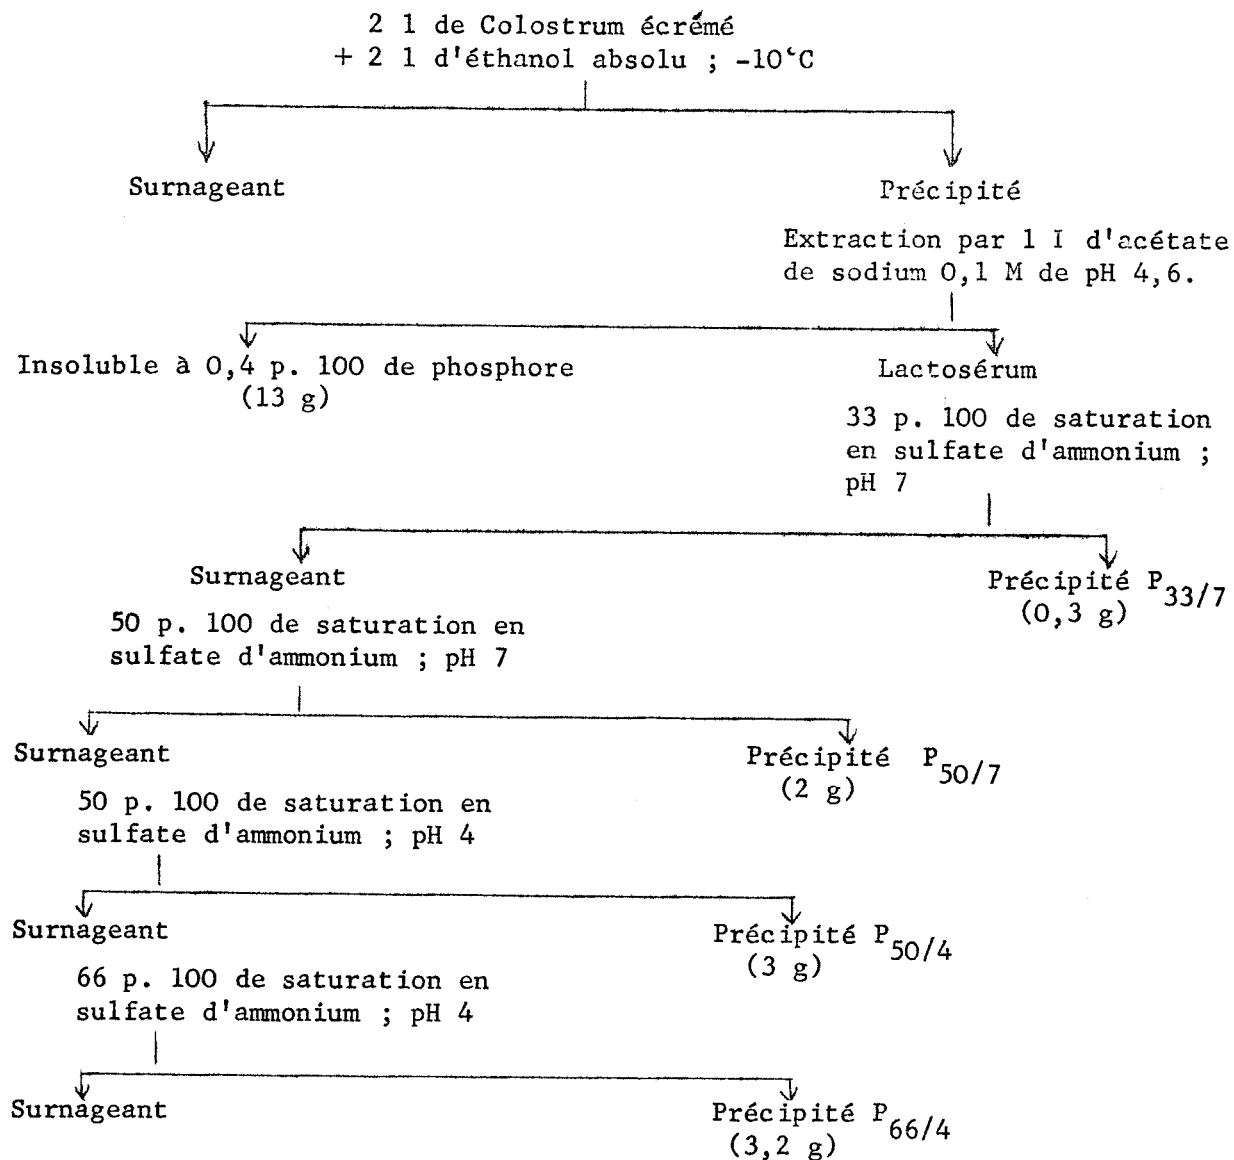 2 l de Colostrum écrémé
+ 2 l d'éthanol absolu ; -10°C
Surnageant
Précipité
Extraction par 1 I d'acétate
de sodium 0,1 M de pH 4,6.
Insoluble à 0,4 p. 100 de phosphore
(13 g)
Lactosérum
33 p. 100 de saturation
en sulfate d'ammonium ;
pH 7
Surnageant
Précipité P33/7
(0,3 g)
50 p. 100 de saturation en
sulfate d'ammonium ; pH 7
Surnageant
Précipité P50/7
(2 g)
50 p. 100 de saturation en
sulfate d'ammonium ; pH 4
Surnageant
Précipité P50/4
(3 g)
66 p. 100 de saturation en
sulfate d'ammonium ; pH 4
Surnageant
Précipité P66/4
(3,2 g)